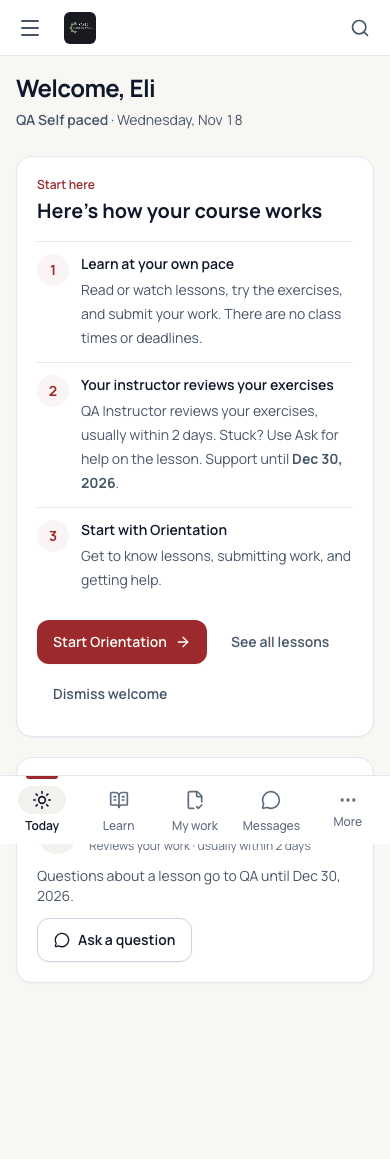 Welcome, Eli
QA Self paced · Wednesday, Nov 18
Start here
Here's how your course works
1
Learn at your own pace
Read or watch lessons, try the exercises,
and submit your work. There are no class
times or deadlines.
2
Your instructor reviews your exercises
QA Instructor reviews your exercises,
usually within 2 days. Stuck? Use Ask for
help on the lesson. Support until Dec 30,
2026.
3
Start with Orientation
Get to know lessons, submitting work, and
getting help.
Start Orientation
See all lessons
Dismiss welcome
Today
Learn
My work
Messages
More
Reviews your work · usually within 2 days
Questions about a lesson go to QA until Dec 30,
2026.
Ask a question